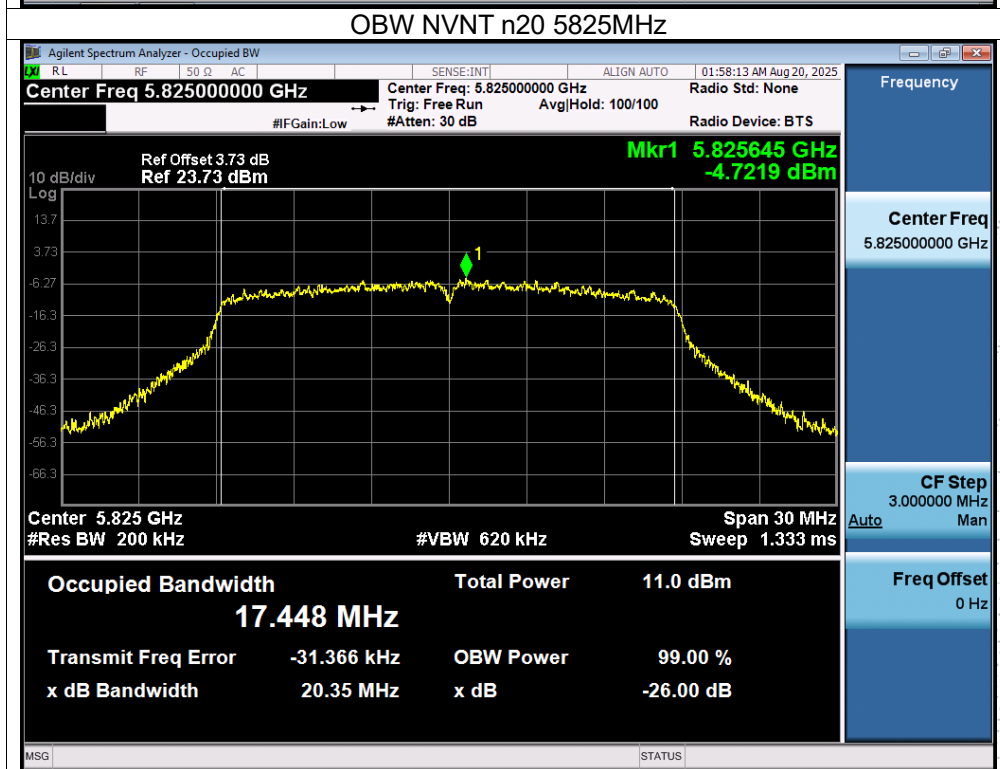 OBW NVNT n20 5825MHz
Agilent Spectrum Analyzer - Occupied BW
LXI RL RF 50 Ω AC SENSE:INT ALIGN AUTO 01:58:13 AM Aug 20, 2025
Center Freq 5.825000000 GHz
Center Freq: 5.825000000 GHz
Radio Std: None
Trig: Free Run Avg|Hold: 100/100
#IFGain:Low
#Atten: 30 dB
Radio Device: BTS
Frequency
Mkr1 5.825645 GHz
-4.7219 dBm
Ref Offset 3.73 dB
10 dB/div Ref 23.73 dBm
Log
13.7
3.73
-6.27
-16.3
-26.3
-36.3
-46.3
-56.3
-66.3
1
Center 5.825 GHz Span 30 MHz
#Res BW 200 kHz #VBW 620 kHz Sweep 1.333 ms
Center Freq
5.825000000 GHz
CF Step
3.000000 MHz
Auto Man
Freq Offset
0 Hz
Occupied Bandwidth Total Power 11.0 dBm
17.448 MHz
Transmit Freq Error -31.366 kHz OBW Power 99.00 %
x dB Bandwidth 20.35 MHz x dB -26.00 dB
MSG STATUS